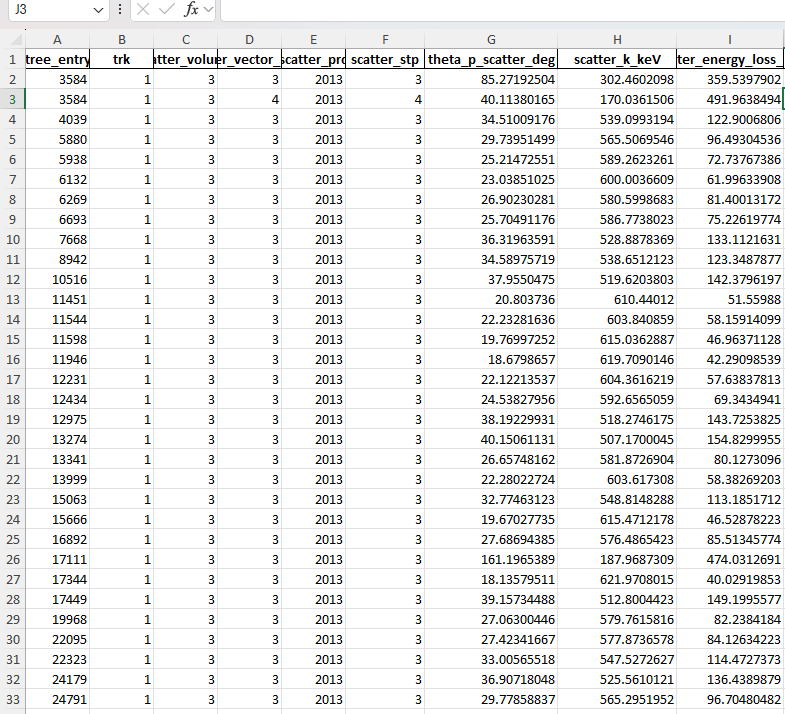 J3 fx
A B C D E F G H I
1 tree_entry trk atter_volu er_vector_ scatter_pro scatter_stp theta_p_scatter_deg scatter_k_keV ter_energy_loss_
2 3584 1 3 3 2013 3 85.27192504 302.4602098 359.5397902
3 3584 1 3 4 2013 4 40.11380165 170.0361506 491.9638494
4 4039 1 3 3 2013 3 34.51009176 539.0993194 122.9006806
5 5880 1 3 3 2013 3 29.73951499 565.5069546 96.49304536
6 5938 1 3 3 2013 3 25.21472551 589.2623261 72.73767386
7 6132 1 3 3 2013 3 23.03851025 600.0036609 61.99633908
8 6269 1 3 3 2013 3 26.90230281 580.5998683 81.40013172
9 6693 1 3 3 2013 3 25.70491176 586.7738023 75.22619774
10 7668 1 3 3 2013 3 36.31963591 528.8878369 133.1121631
11 8942 1 3 3 2013 3 34.58975719 538.6512123 123.3487877
12 10516 1 3 3 2013 3 37.9550475 519.6203803 142.3796197
13 11451 1 3 3 2013 3 20.803736 610.44012 51.55988
14 11544 1 3 3 2013 3 22.23281636 603.840859 58.15914099
15 11598 1 3 3 2013 3 19.76997252 615.0362887 46.96371128
16 11946 1 3 3 2013 3 18.6798657 619.7090146 42.29098539
17 12231 1 3 3 2013 3 22.12213537 604.3616219 57.63837813
18 12434 1 3 3 2013 3 24.53827956 592.6565059 69.3434941
19 12975 1 3 3 2013 3 38.19229931 518.2746175 143.7253825
20 13274 1 3 3 2013 3 40.15061131 507.1700045 154.8299955
21 13341 1 3 3 2013 3 26.65748162 581.8726904 80.1273096
22 13999 1 3 3 2013 3 22.28022724 603.617308 58.38269203
23 15063 1 3 3 2013 3 32.77463123 548.8148288 113.1851712
24 15666 1 3 3 2013 3 19.67027735 615.4712178 46.52878223
25 16892 1 3 3 2013 3 27.68694385 576.4865423 85.51345774
26 17111 1 3 3 2013 3 161.1965389 187.9687309 474.0312691
27 17344 1 3 3 2013 3 18.13579511 621.9708015 40.02919853
28 17449 1 3 3 2013 3 39.15734488 512.8004423 149.1995577
29 19968 1 3 3 2013 3 27.06300446 579.7615816 82.2384184
30 22095 1 3 3 2013 3 27.42341667 577.8736578 84.12634223
31 22323 1 3 3 2013 3 33.00565518 547.5272627 114.4727373
32 24179 1 3 3 2013 3 36.90718048 525.5610121 136.4389879
33 24791 1 3 3 2013 3 29.77858837 565.2951952 96.70480482